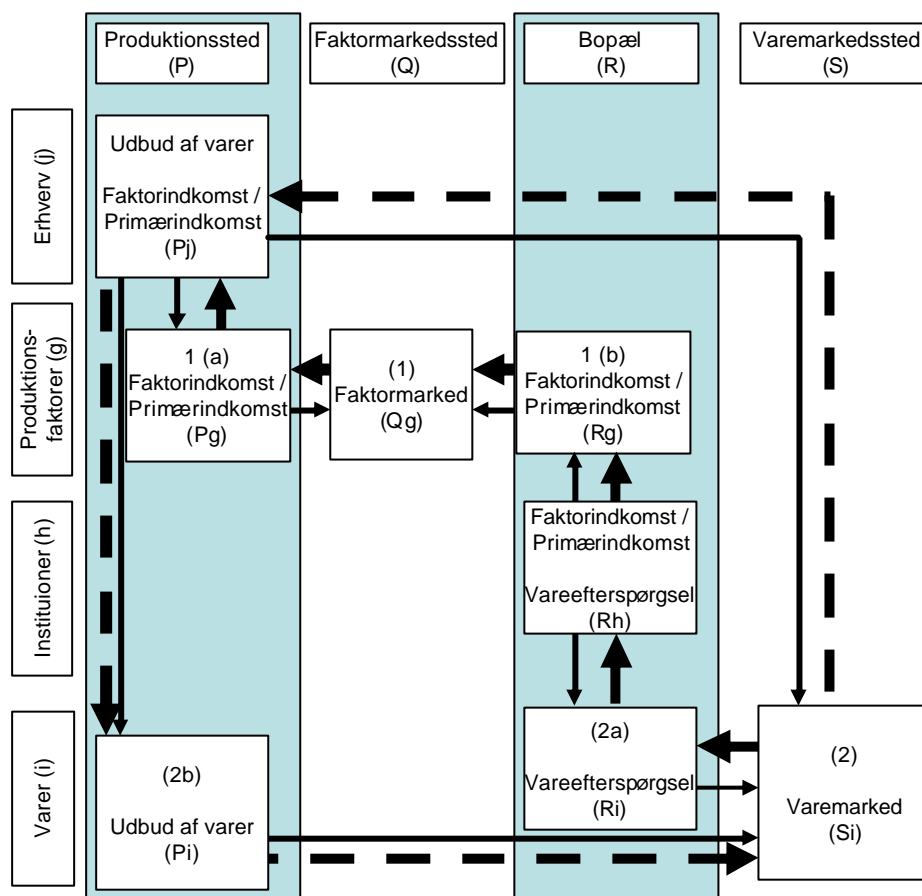 Produktionssted
(P)
Faktormarkedssted
(Q)
Bopæl
(R)
Varemarkedssted
(S)
Erhverv (j)
Udbud af varer
Faktorindkomst /
Primærindkomst
(Pj)
Produktions-
faktorer (g)
1 (a)
Faktorindkomst /
Primærindkomst
(Pg)
(1)
Faktormarked
(Qg)
1 (b)
Faktorindkomst /
Primærindkomst
(Rg)
Instituioner (h)
Faktorindkomst /
Primærindkomst
Vareefterspørgsel
(Rh)
Varer (i)
(2b)
Udbud af varer
(Pi)
(2a)
Vareefterspørgsel
(Ri)
(2)
Varemarked
(Si)